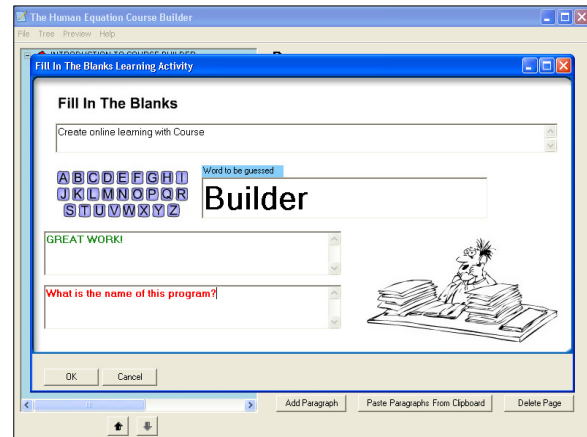 The Human Equation Course Builder
File Tree Preview Help
INTRODUCTION TO COURSE BUILDER
Fill In The Blanks Learning Activity
Fill In The Blanks
Create online learning with Course
Word to be guessed
A B C D E F G H I
J K L M N O P Q R
S T U V W X Y Z
Builder
GREAT WORK!
What is the name of this program?
OK Cancel
Add Paragraph Paste Paragraphs From Clipboard Delete Page